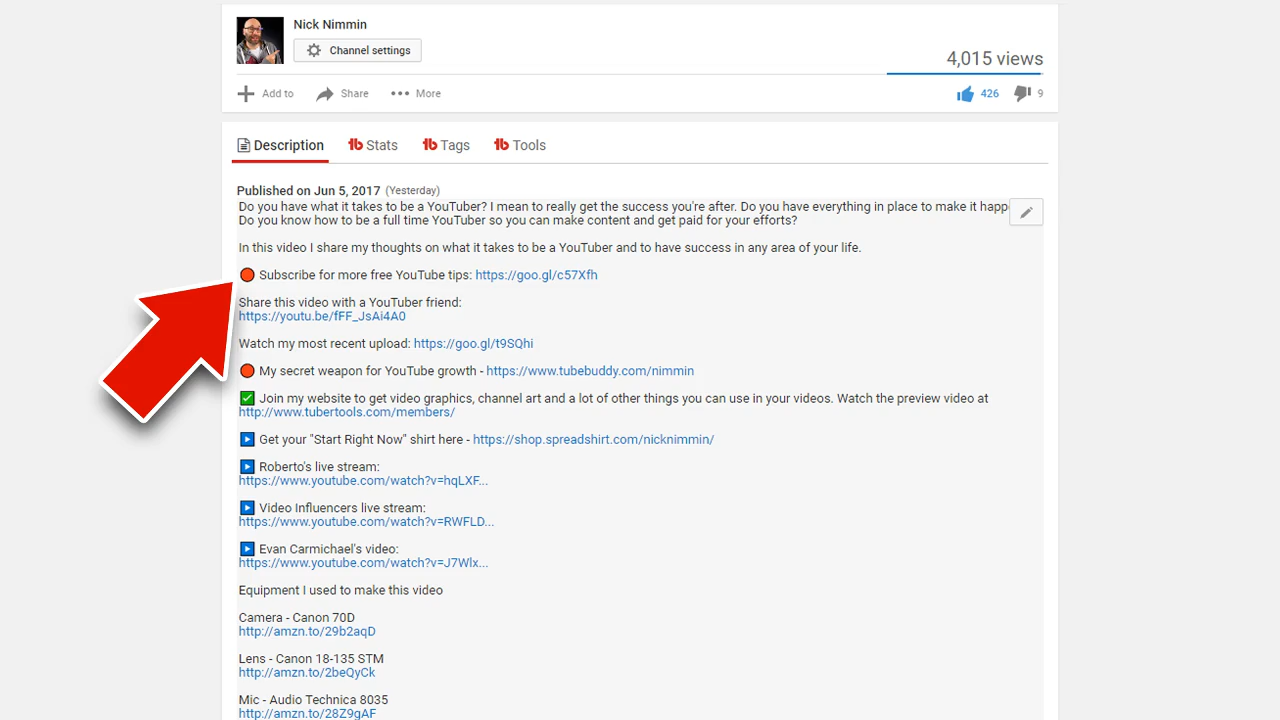 Nick Nimmin
Channel settings
4,015 views
Add to
Share
More
426
9
Description
tb Stats
tb Tags
tb Tools
Published on Jun 5, 2017 (Yesterday)
Do you have what it takes to be a YouTuber? I mean to really get the success you're after. Do you have everything in place to make it happ
Do you know how to be a full time YouTuber so you can make content and get paid for your efforts?
In this video I share my thoughts on what it takes to be a YouTuber and to have success in any area of your life.
Subscribe for more free YouTube tips: https://goo.gl/c57Xfh
Share this video with a YouTuber friend:
https://youtu.be/fFF_JsAi4A0
Watch my most recent upload: https://goo.gl/t9SQhi
My secret weapon for YouTube growth - https://www.tubebuddy.com/nimmin
Join my website to get video graphics, channel art and a lot of other things you can use in your videos. Watch the preview video at
http://www.tubertools.com/members/
Get your "Start Right Now" shirt here - https://shop.spreadshirt.com/nicknimmin/
Roberto's live stream:
https://www.youtube.com/watch?v=hqLXF...
Video Influencers live stream:
https://www.youtube.com/watch?v=RWFLD...
Evan Carmichael's video:
https://www.youtube.com/watch?v=J7Wlx...
Equipment I used to make this video
Camera - Canon 70D
http://amzn.to/29b2aqD
Lens - Canon 18-135 STM
http://amzn.to/2beQyCk
Mic - Audio Technica 8035
http://amzn.to/28Z9gAF